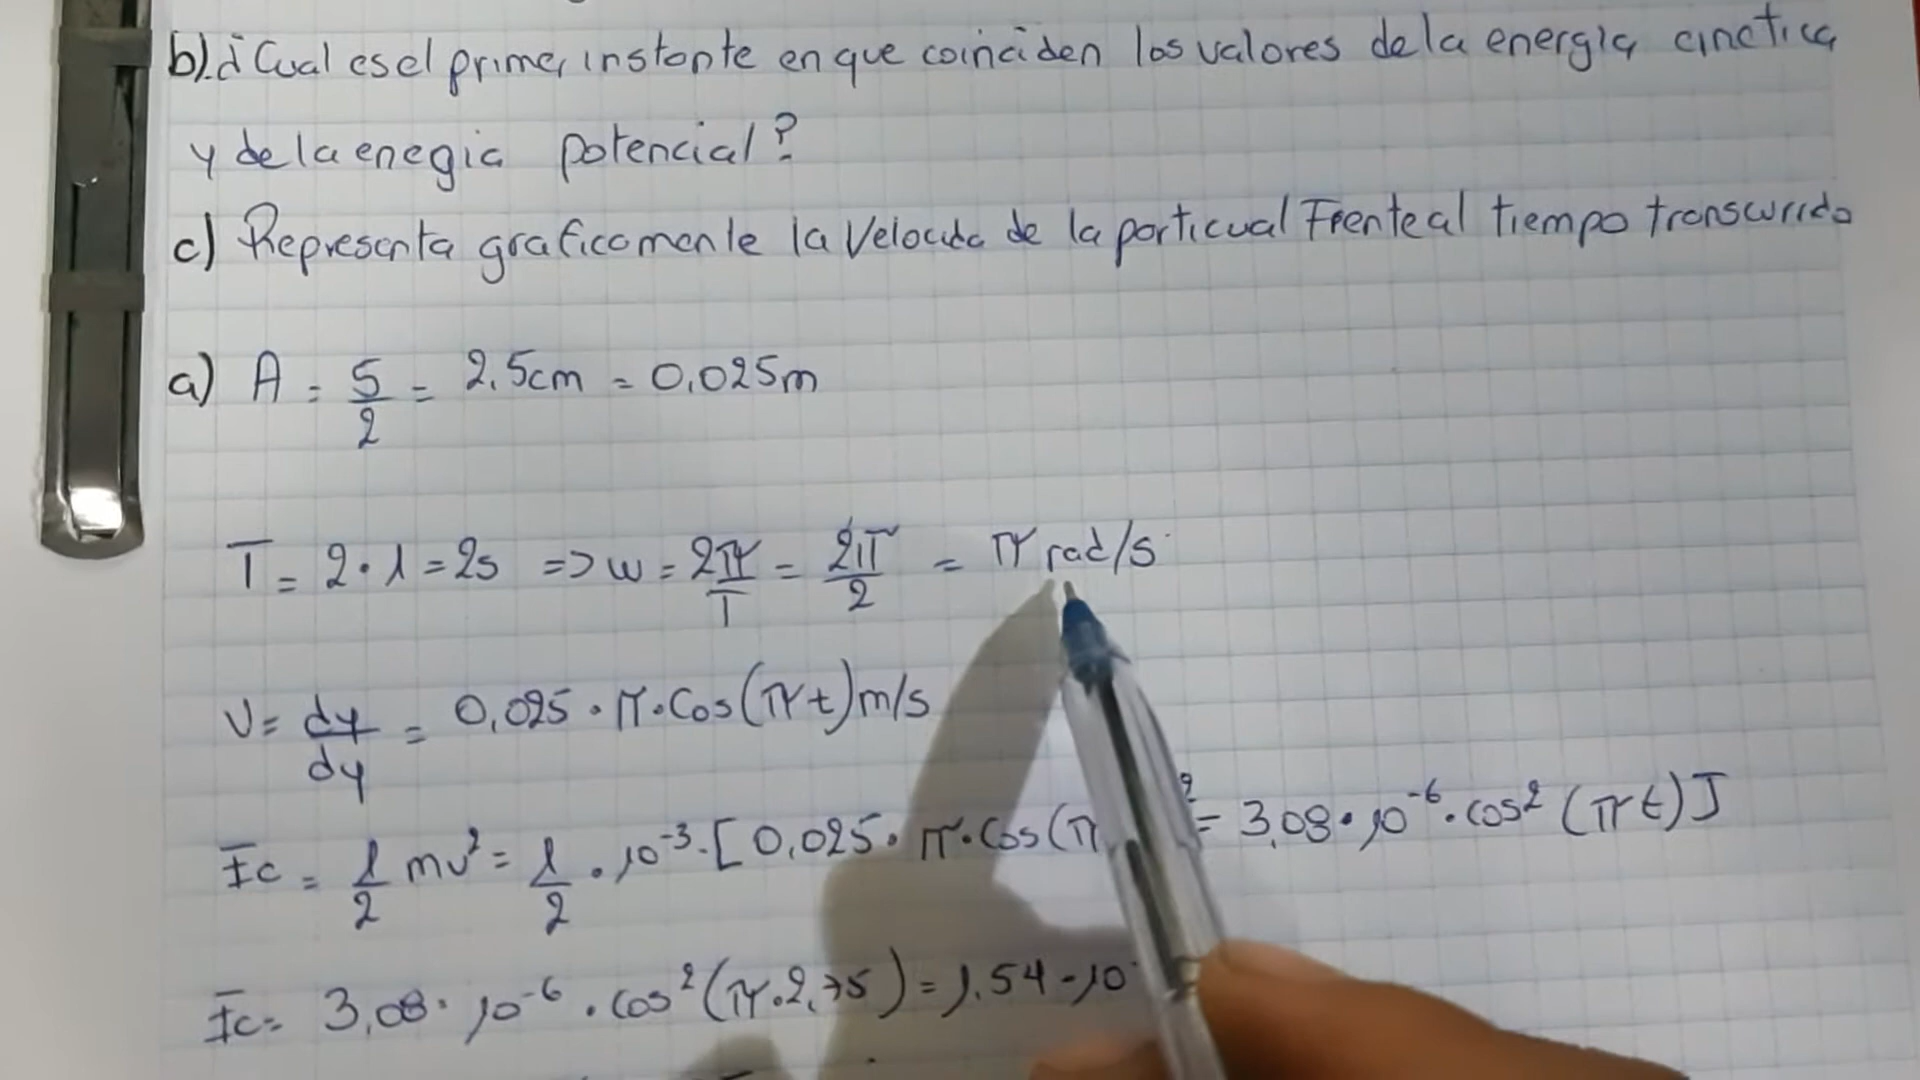 b) ¿Cual es el primer instante en que coinciden los valores de la energia cinetica
y de la enegia potencial?
c) Representa graficamente la Velocida de la particual Frente al tiempo transcurrido
a) A = 5/2 = 2.5cm = 0,025m
T = 2·1 = 2s => w = 2π/T = 2π/2 = π rad/s
V = dy/dy = 0,025·π·Cos(πt)m/s
Ec = 1/2 mv² = 1/2 · 10⁻³·[0,025·π·Cos(π ² = 3,08·10⁻⁶·cos²(πt)J
Ec = 3,08·10⁻⁶·cos²(π·2,75) = 1.54·10